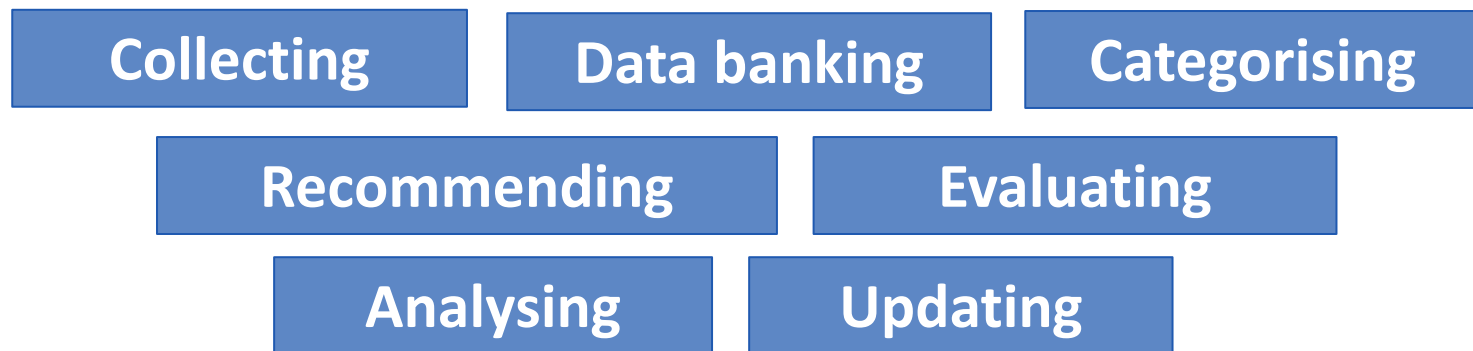 Collecting
Data banking
Categorising
Recommending
Evaluating
Analysing
Updating